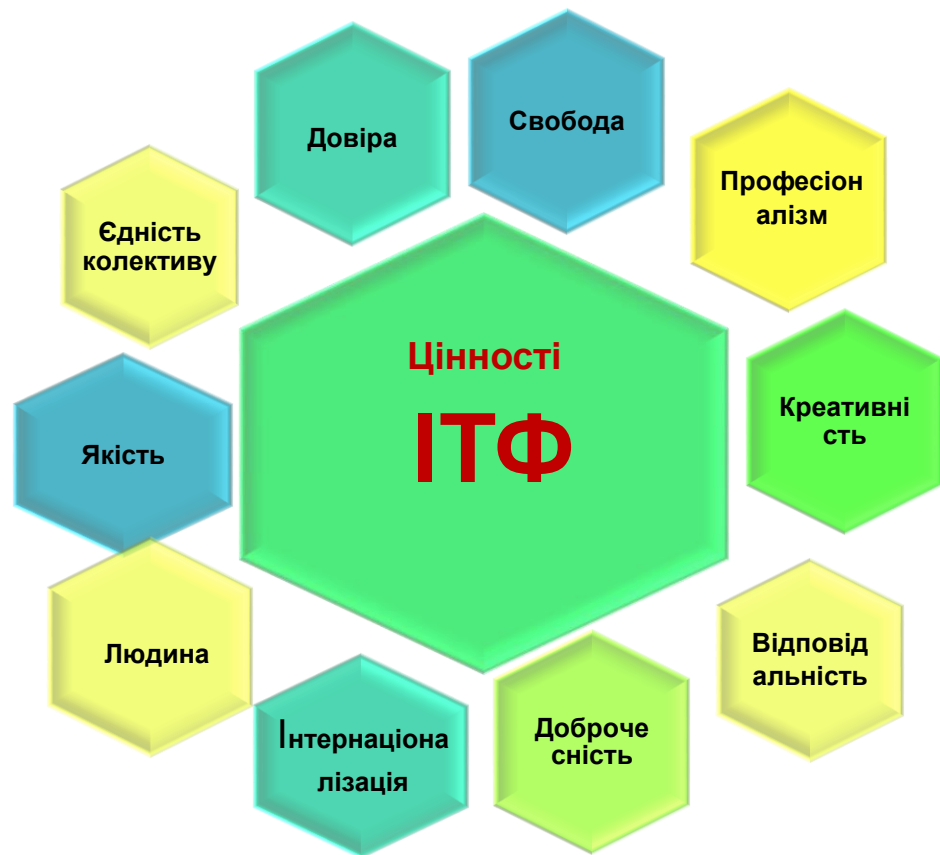 Довіра
Свобода
Професіон
алізм
Єдність
колективу
Цінності
ІТФ
Креативні
сть
Якість
Людина
Відповід
альність
Інтернаціона
лізація
Доброче
сність